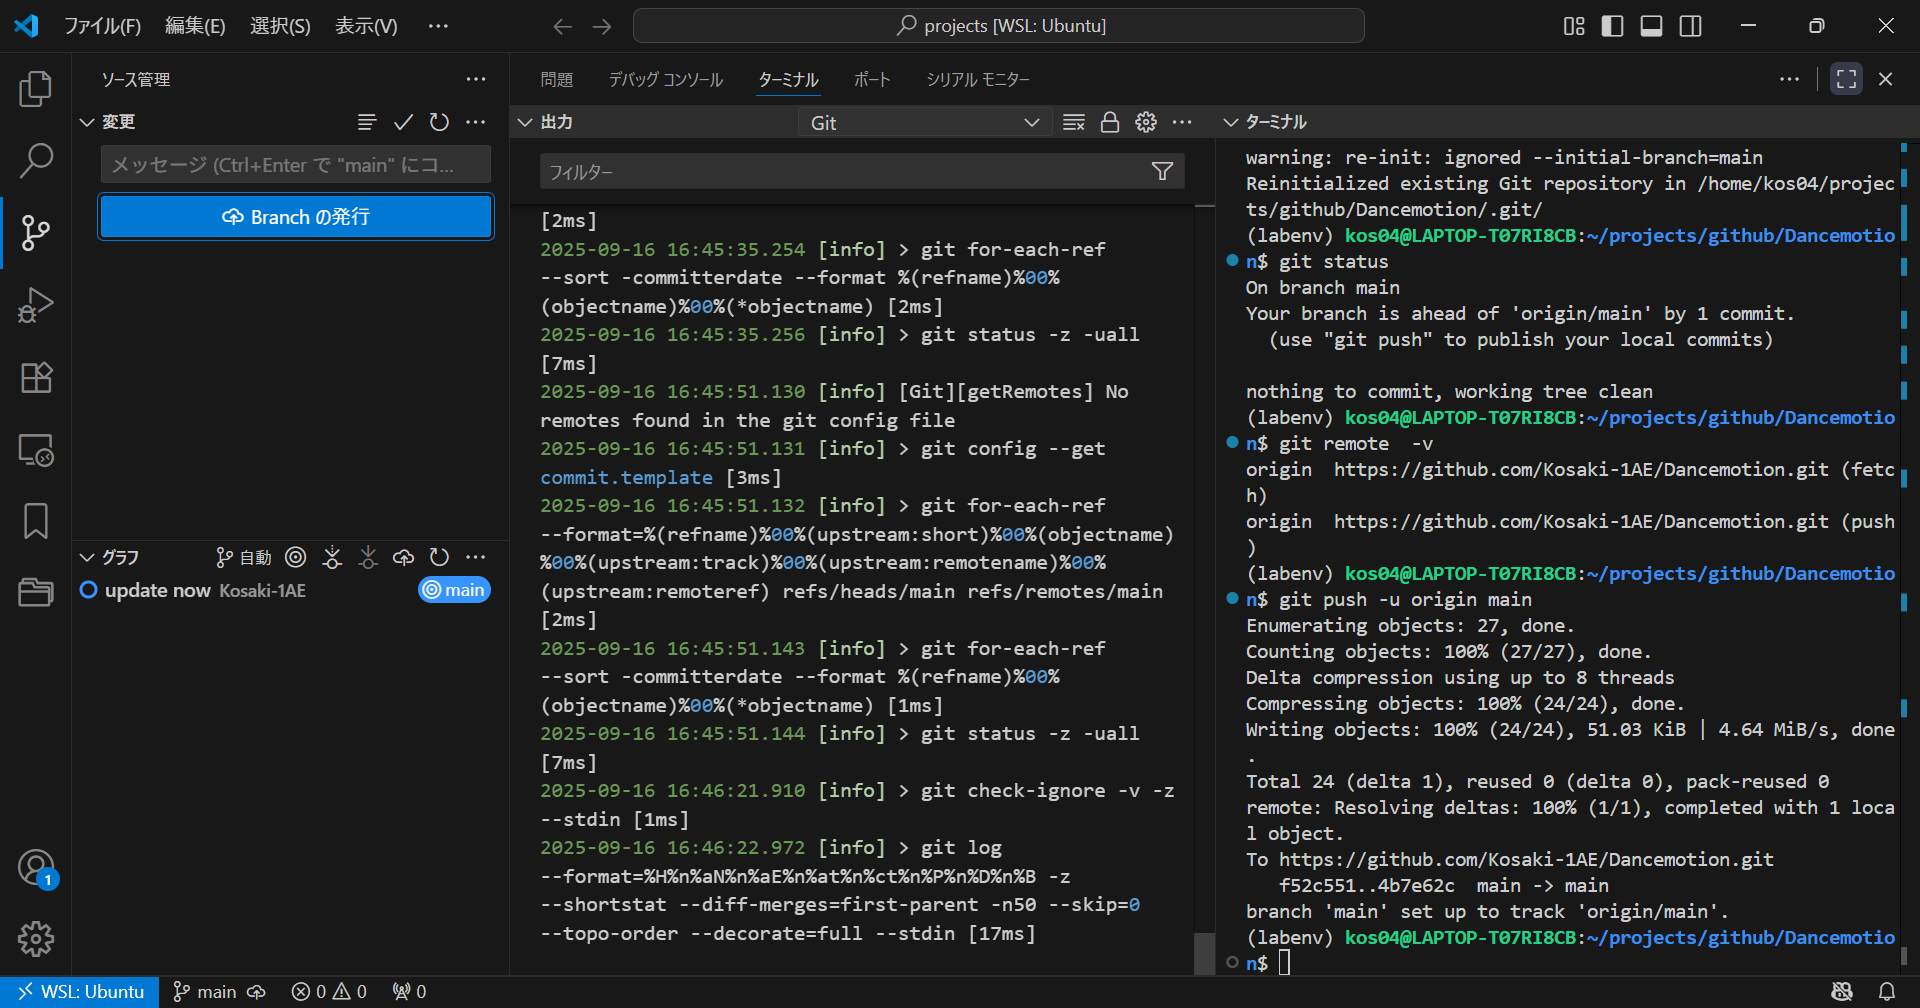 ファイル(F) 編集(E) 選択(S) 表示(V) ···
projects [WSL: Ubuntu]
ソース管理
変更
メッセージ (Ctrl+Enter で "main" にコ...
Branch の発行
グラフ
自動
update now Kosaki-1AE
main
問題 デバッグ コンソール ターミナル ポート シリアル モニター
出力
Git
フィルター
[2ms]
2025-09-16 16:45:35.254 [info] > git for-each-ref
--sort -committerdate --format %(refname)%00%
(objectname)%00%(*objectname) [2ms]
2025-09-16 16:45:35.256 [info] > git status -z -uall
[7ms]
2025-09-16 16:45:51.130 [info] [Git][getRemotes] No
remotes found in the git config file
2025-09-16 16:45:51.131 [info] > git config --get
commit.template [3ms]
2025-09-16 16:45:51.132 [info] > git for-each-ref
--format=%(refname)%00%(upstream:short)%00%(objectname)
%00%(upstream:track)%00%(upstream:remotename)%00%
(upstream:remoteref) refs/heads/main refs/remotes/main
[2ms]
2025-09-16 16:45:51.143 [info] > git for-each-ref
--sort -committerdate --format %(refname)%00%
(objectname)%00%(*objectname) [1ms]
2025-09-16 16:45:51.144 [info] > git status -z -uall
[7ms]
2025-09-16 16:46:21.910 [info] > git check-ignore -v -z
--stdin [1ms]
2025-09-16 16:46:22.972 [info] > git log
--format=%H%n%aN%n%aE%n%at%n%ct%n%P%n%D%n%B -z
--shortstat --diff-merges=first-parent -n50 --skip=0
--topo-order --decorate=full --stdin [17ms]
ターミナル
warning: re-init: ignored --initial-branch=main
Reinitialized existing Git repository in /home/kos04/projec
ts/github/Dancemotion/.git/
(labenv) kos04@LAPTOP-T07RI8CB:~/projects/github/Dancemotio
n$ git status
On branch main
Your branch is ahead of 'origin/main' by 1 commit.
(use "git push" to publish your local commits)
nothing to commit, working tree clean
(labenv) kos04@LAPTOP-T07RI8CB:~/projects/github/Dancemotio
n$ git remote  -v
origin  https://github.com/Kosaki-1AE/Dancemotion.git (fetc
h)
origin  https://github.com/Kosaki-1AE/Dancemotion.git (push
)
(labenv) kos04@LAPTOP-T07RI8CB:~/projects/github/Dancemotio
n$ git push -u origin main
Enumerating objects: 27, done.
Counting objects: 100% (27/27), done.
Delta compression using up to 8 threads
Compressing objects: 100% (24/24), done.
Writing objects: 100% (24/24), 51.03 KiB | 4.64 MiB/s, done
.
Total 24 (delta 1), reused 0 (delta 0), pack-reused 0
remote: Resolving deltas: 100% (1/1), completed with 1 loca
l object.
To https://github.com/Kosaki-1AE/Dancemotion.git
f52c551..4b7e62c  main -> main
branch 'main' set up to track 'origin/main'.
(labenv) kos04@LAPTOP-T07RI8CB:~/projects/github/Dancemotio
n$
1
WSL: Ubuntu main 0 0 0